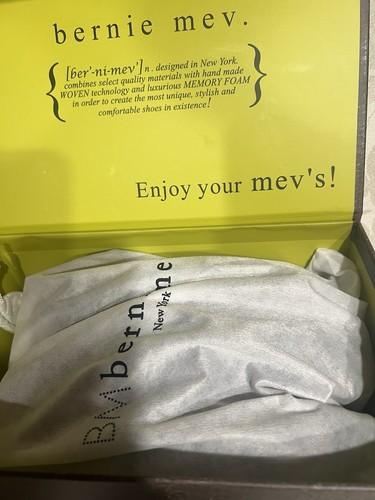 bernie mev.
[ber'-ni-mev'] n. designed in New York.
combines select quality materials with hand made
WOVEN technology and luxurious MEMORY FOAM
in order to create the most unique, stylish and
comfortable shoes in existence!
Enjoy your mev's!
BM bern ne
New York